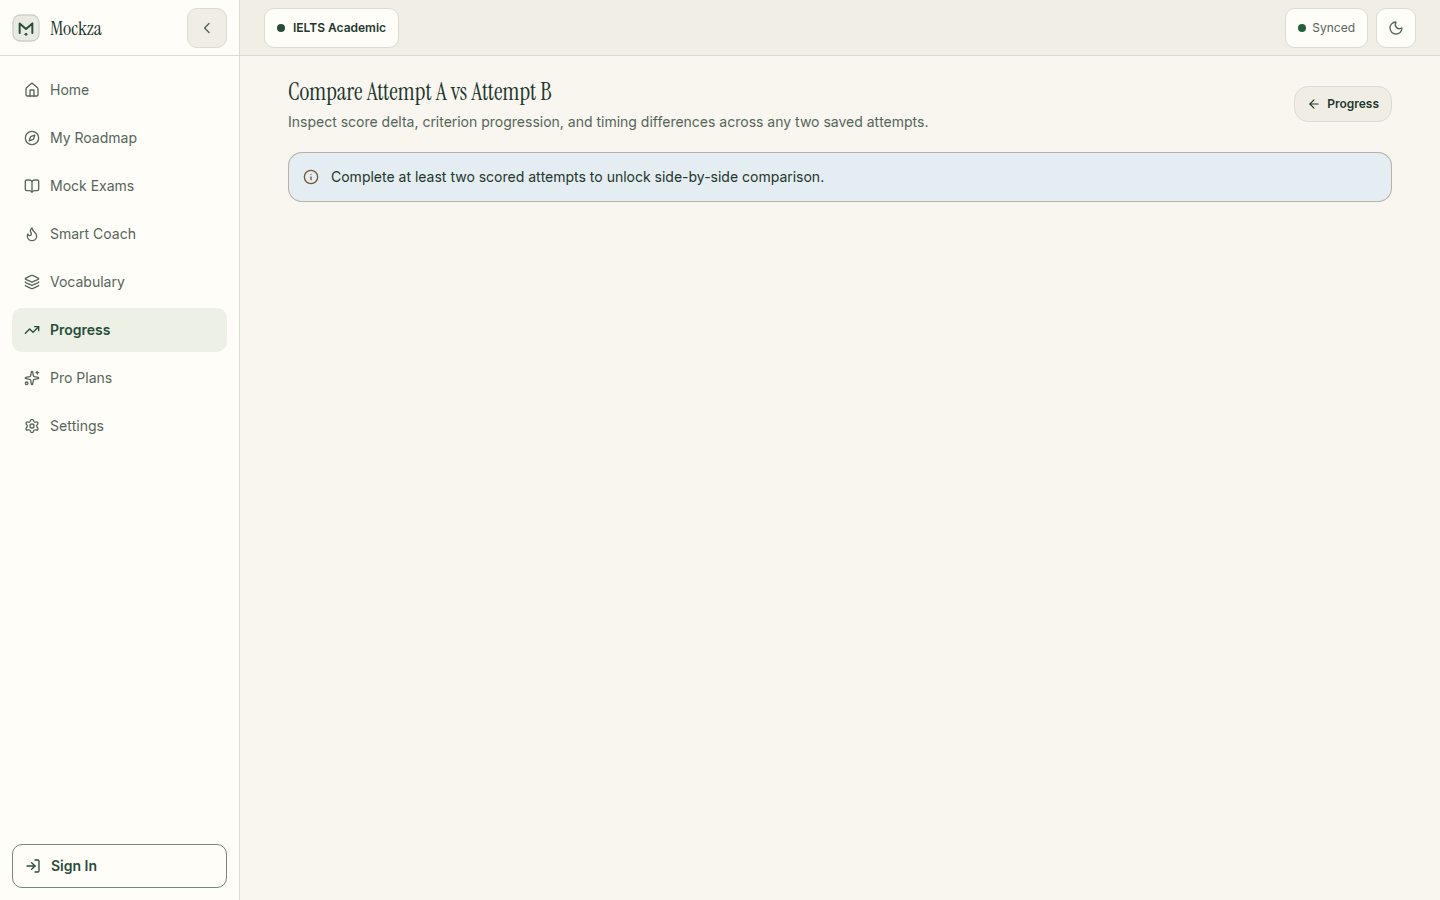 Mockza
IELTS Academic
Synced
Home
My Roadmap
Mock Exams
Smart Coach
Vocabulary
Progress
Pro Plans
Settings
Sign In
Compare Attempt A vs Attempt B
Inspect score delta, criterion progression, and timing differences across any two saved attempts.
Progress
Complete at least two scored attempts to unlock side-by-side comparison.